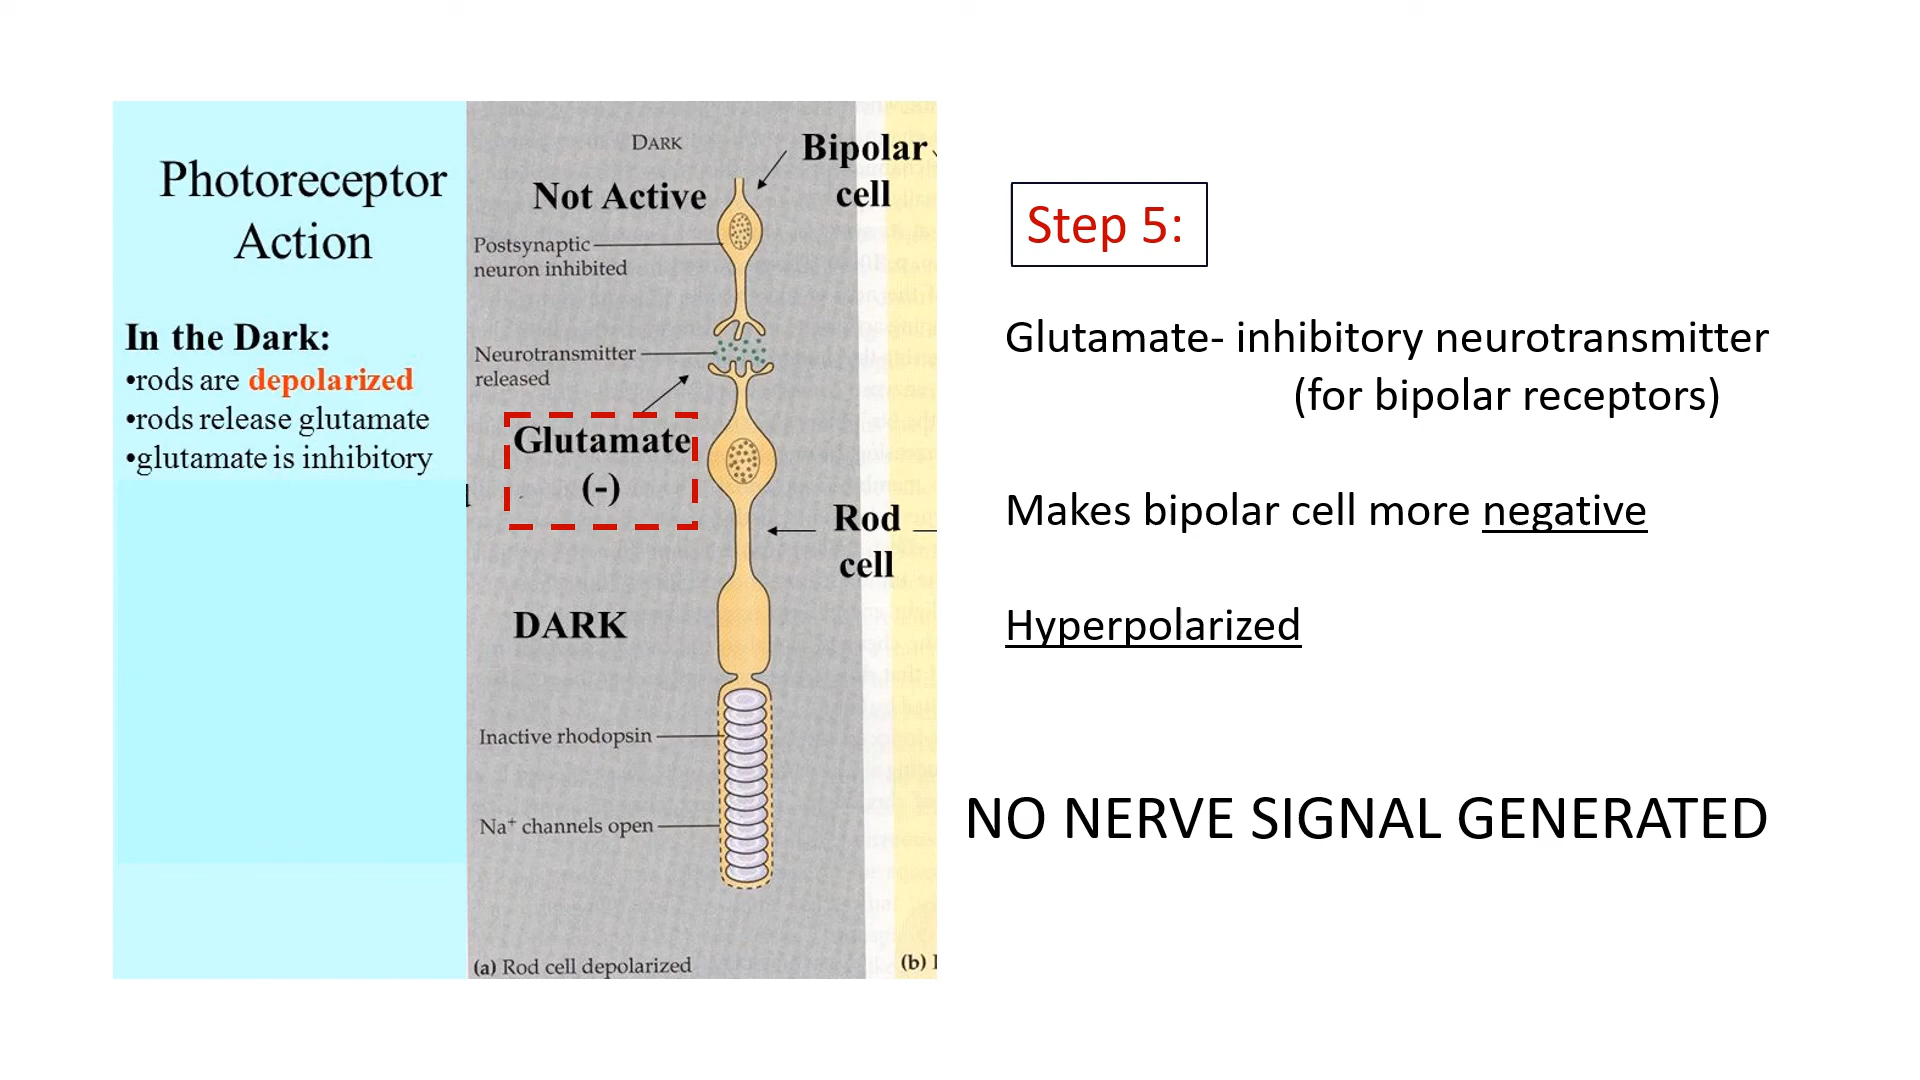 Photoreceptor
Action
In the Dark:
•rods are depolarized
•rods release glutamate
•glutamate is inhibitory
DARK
Bipolar
cell
Not Active
Postsynaptic
neuron inhibited
Neurotransmitter
released
Glutamate
(-)
Rod
cell
DARK
Inactive rhodopsin
Na+ channels open
(a) Rod cell depolarized
(b)
Step 5:
Glutamate- inhibitory neurotransmitter
(for bipolar receptors)
Makes bipolar cell more negative
Hyperpolarized
NO NERVE SIGNAL GENERATED